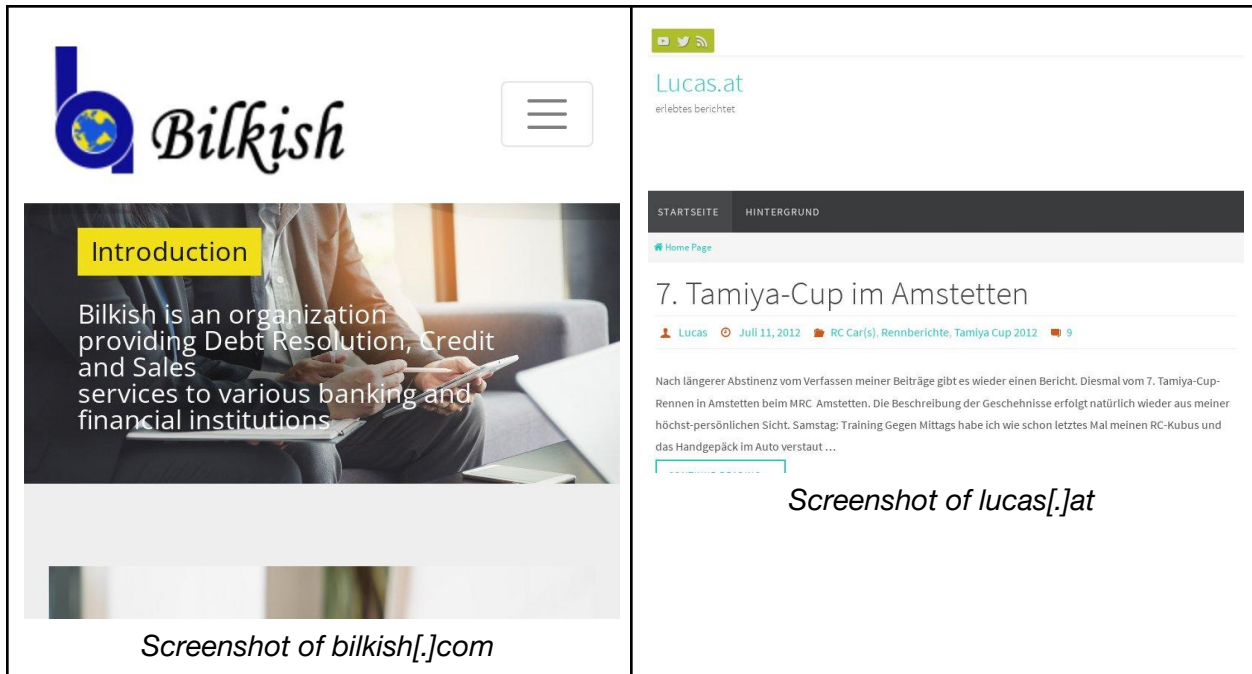 Bilkish
Introduction
Bilkish is an organization
providing Debt Resolution, Credit
and Sales
services to various banking and
financial institutions
Screenshot of bilkish[.]com
Lucas.at
erlebtes berichtet
STARTSEITE HINTERGRUND
Home Page
7. Tamiya-Cup im Amstetten
Lucas Juli 11, 2012 RC Car(s), Rennberichte, Tamiya Cup 2012 9
Nach längerer Abstinenz vom Verfassen meiner Beiträge gibt es wieder einen Bericht. Diesmal vom 7. Tamiya-Cup-
Rennen in Amstetten beim MRC Amstetten. Die Beschreibung der Geschehnisse erfolgt natürlich wieder aus meiner
höchst-persönlichen Sicht. Samstag: Training Gegen Mittags habe ich wie schon letztes Mal meinen RC-Kubus und
das Handgepäck im Auto verstaut …
Screenshot of lucas[.]at